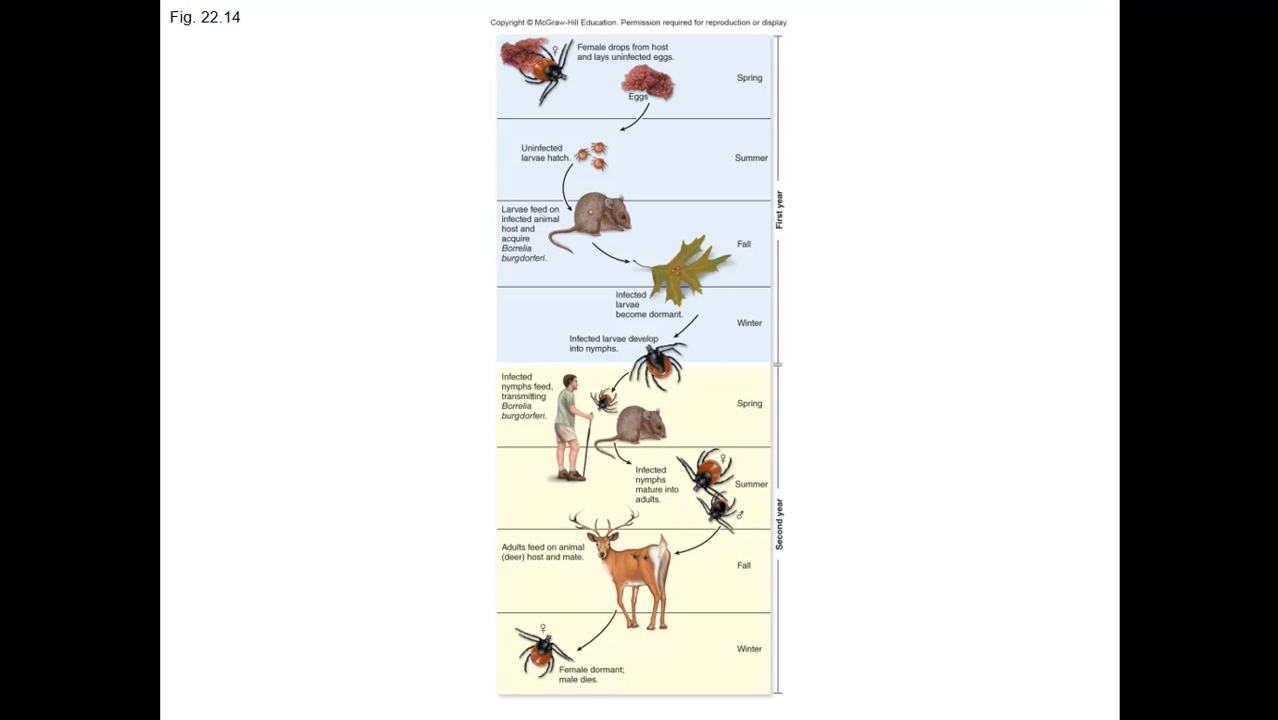 Fig. 22.14
Copyright © McGraw-Hill Education. Permission required for reproduction or display.
♀
Female drops from host
and lays uninfected eggs.
Spring
Eggs
Uninfected
larvae hatch.
Summer
First year
Larvae feed on
infected animal
host and
acquire
Borrelia
burgdorferi.
Fall
Infected
larvae
become dormant.
Winter
Infected larvae develop
into nymphs.
Infected
nymphs feed,
transmitting
Borrelia
burgdorferi.
Spring
♀
Infected
nymphs
mature into
adults.
Summer
♂
Second year
Adults feed on animal
(deer) host and mate.
Fall
♀
Winter
Female dormant;
male dies.